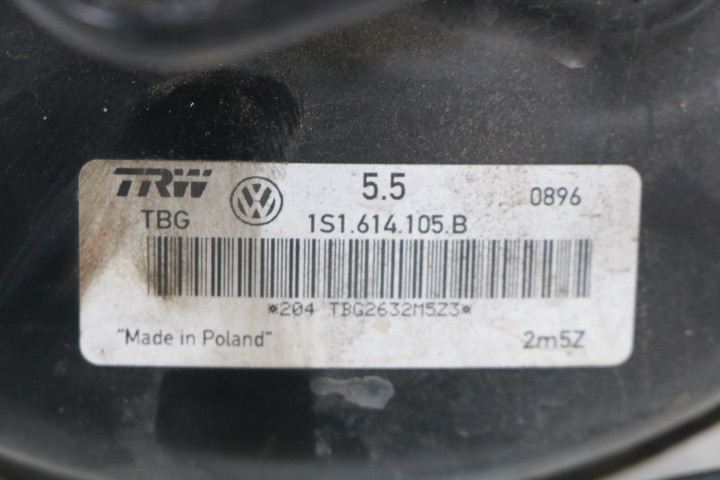 TRW 5.5 0896
TBG 1S1.614.105.B
*204 TBG2632M5Z3*
"Made in Poland" 2m5Z